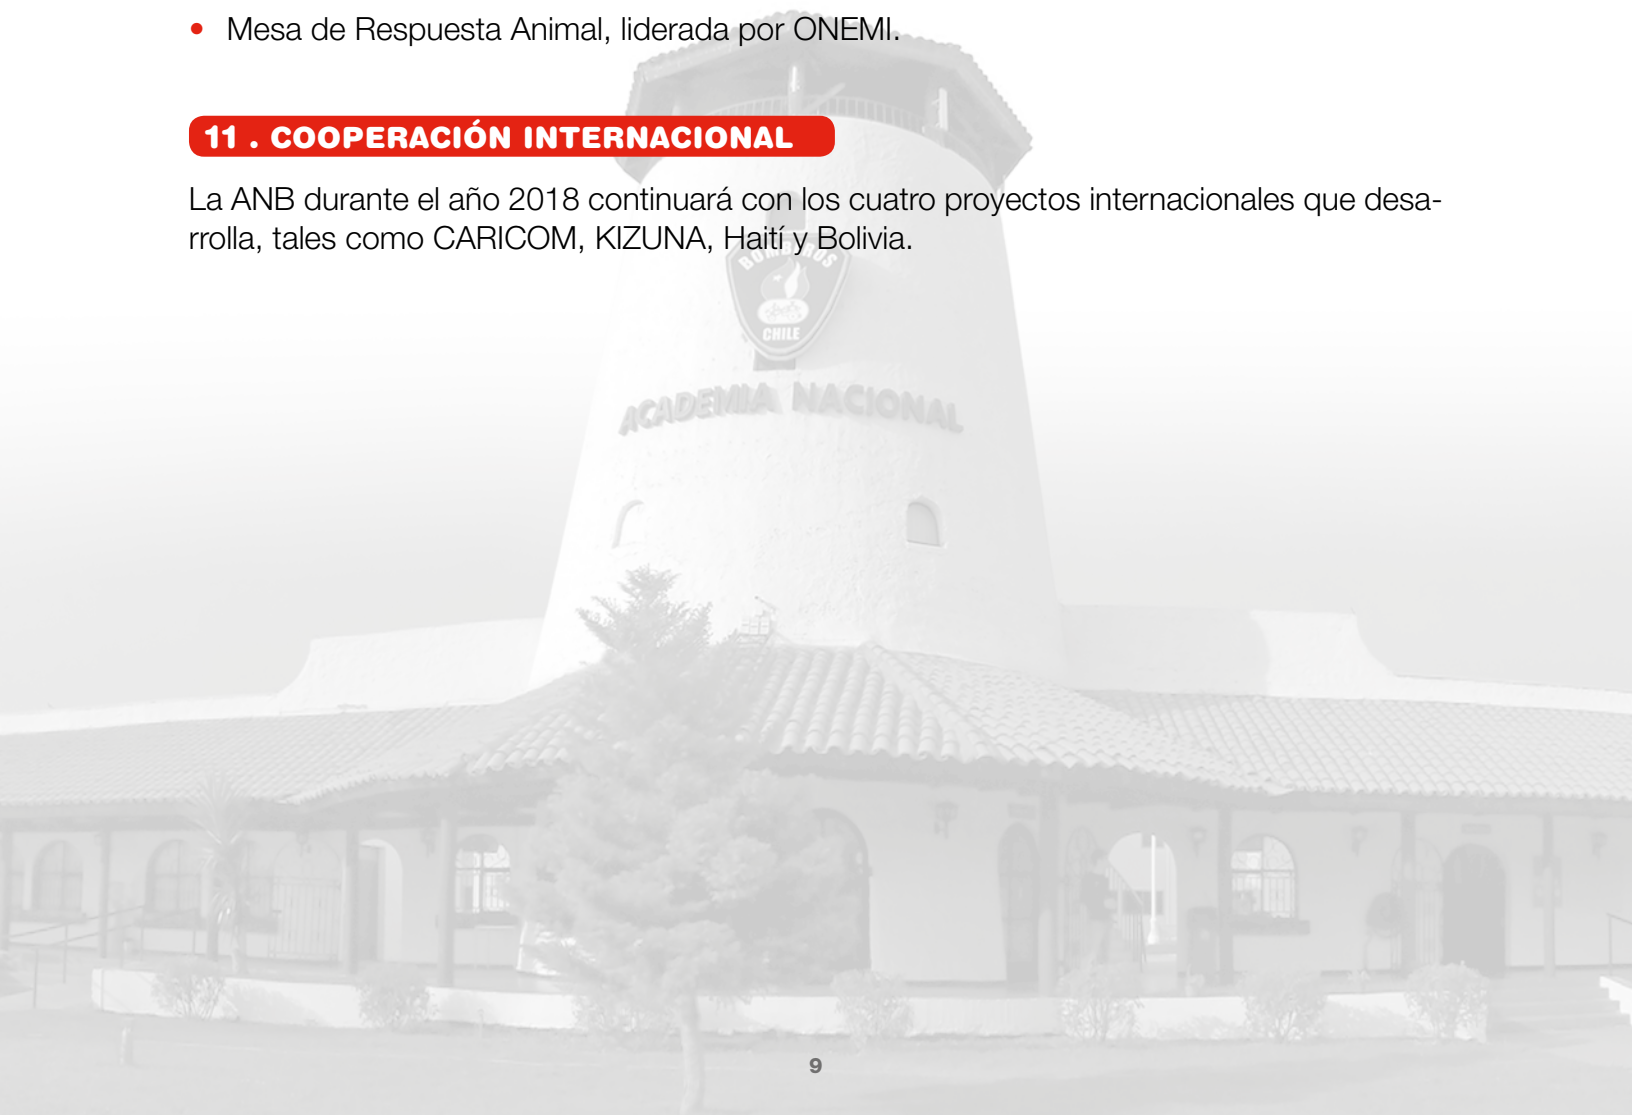 • Mesa de Respuesta Animal, liderada por ONEMI.
11 . COOPERACIÓN INTERNACIONAL
La ANB durante el año 2018 continuará con los cuatro proyectos internacionales que desa-
rrolla, tales como CARICOM, KIZUNA, Haití y Bolivia.
BOMBEROS
CHILE
ACADEMIA NACIONAL
9